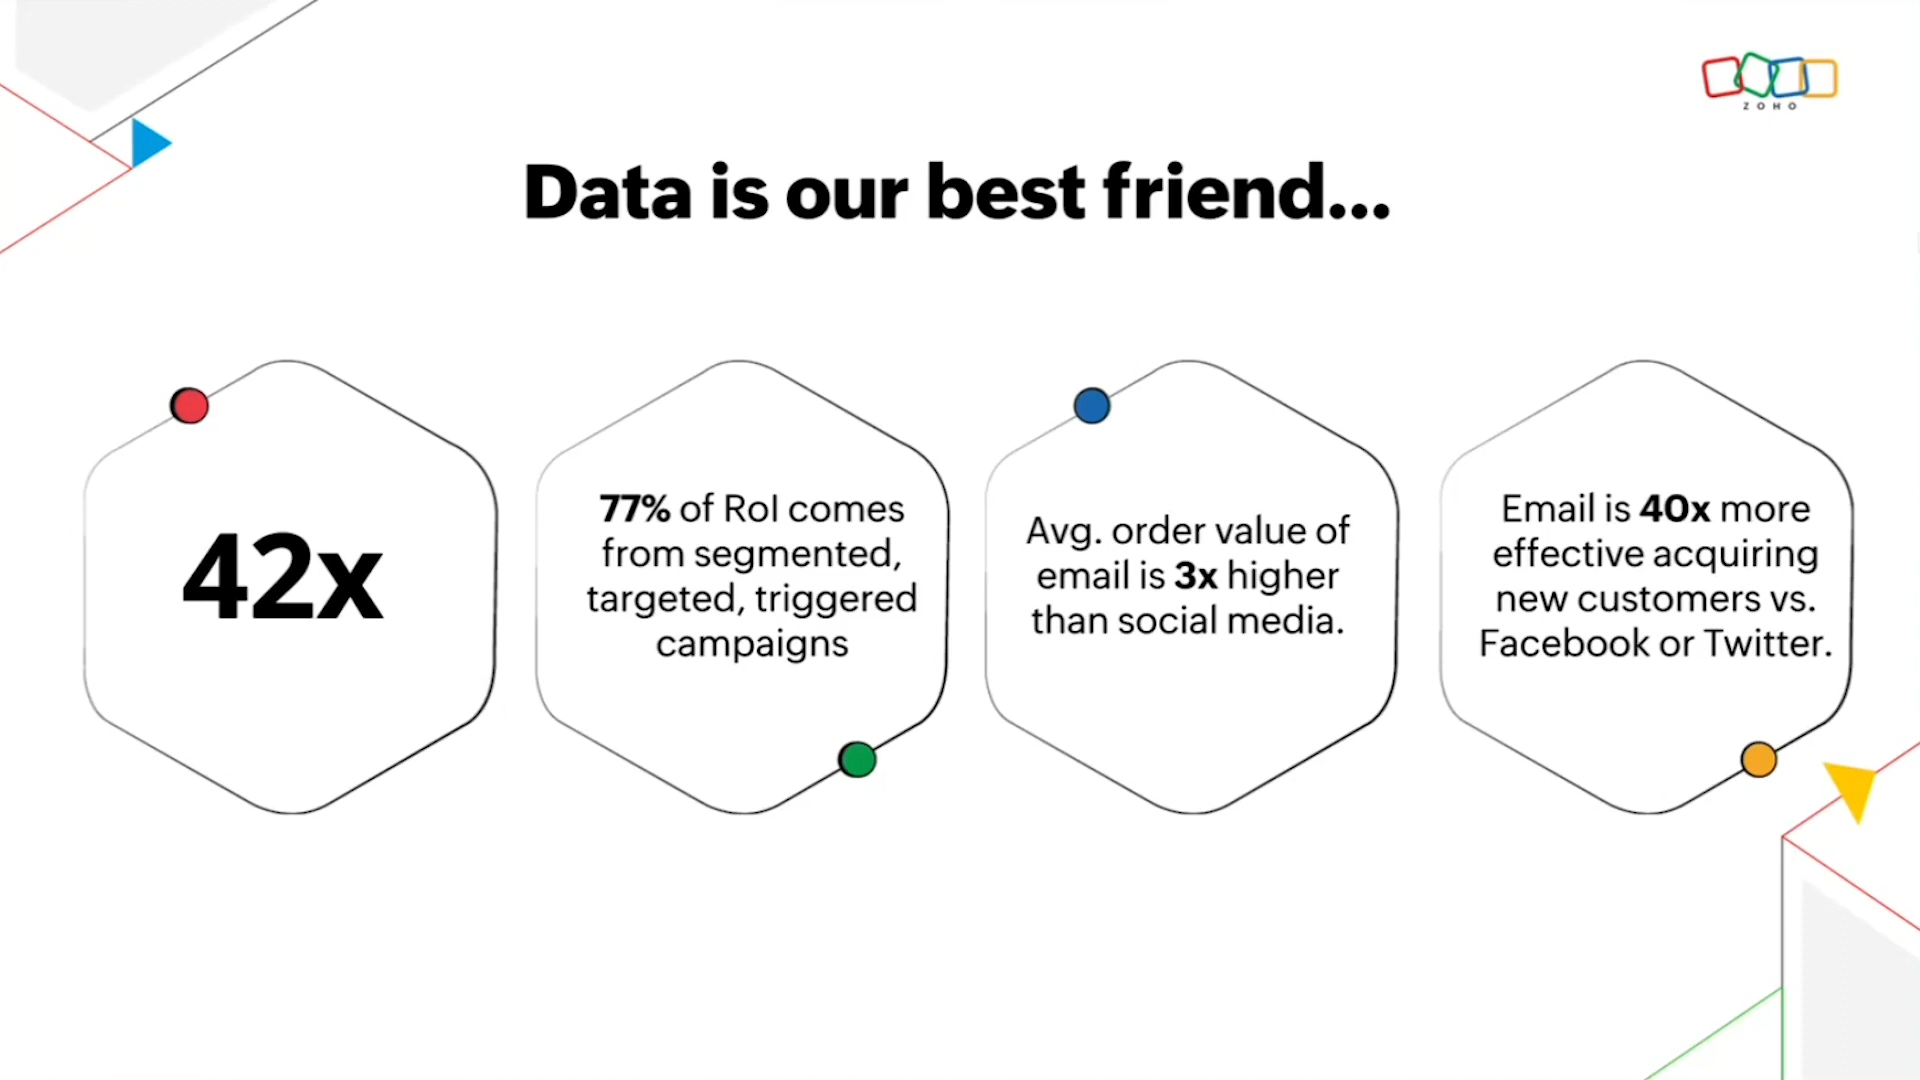 ZOHO
Data is our best friend...
42x
77% of RoI comes
from segmented,
targeted, triggered
campaigns
Avg. order value of
email is 3x higher
than social media.
Email is 40x more
effective acquiring
new customers vs.
Facebook or Twitter.